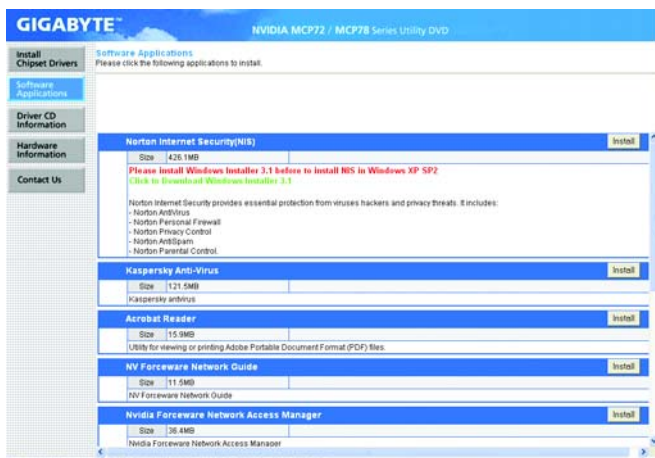 GIGABYTE™
NVIDIA MCP72 / MCP78 Series Utility DVD
Install
Chipset Drivers
Software
Applications
Driver CD
Information
Hardware
Information
Contact Us
Software Applications
Please click the following applications to install.
Norton Internet Security(NIS)
Install
Size 426.1MB
Please install Windows Installer 3.1 before to install NIS in Windows XP SP2
Click to Download Windows Installer 3.1
Norton Internet Security provides essential protection from viruses hackers and privacy threats. It includes:
- Norton AntiVirus
- Norton Personal Firewall
- Norton Privacy Control
- Norton AntiSpam
- Norton Parental Control.
Kaspersky Anti-Virus
Install
Size 121.5MB
Kaspersky antivirus
Acrobat Reader
Install
Size 15.9MB
Utility for viewing or printing Adobe Portable Document Format (PDF) files.
NV Forceware Network Guide
Install
Size 11.5MB
NV Forceware Network Guide
Nvidia Forceware Network Access Manager
Install
Size 36.4MB
Nvidia Forceware Network Access Manager